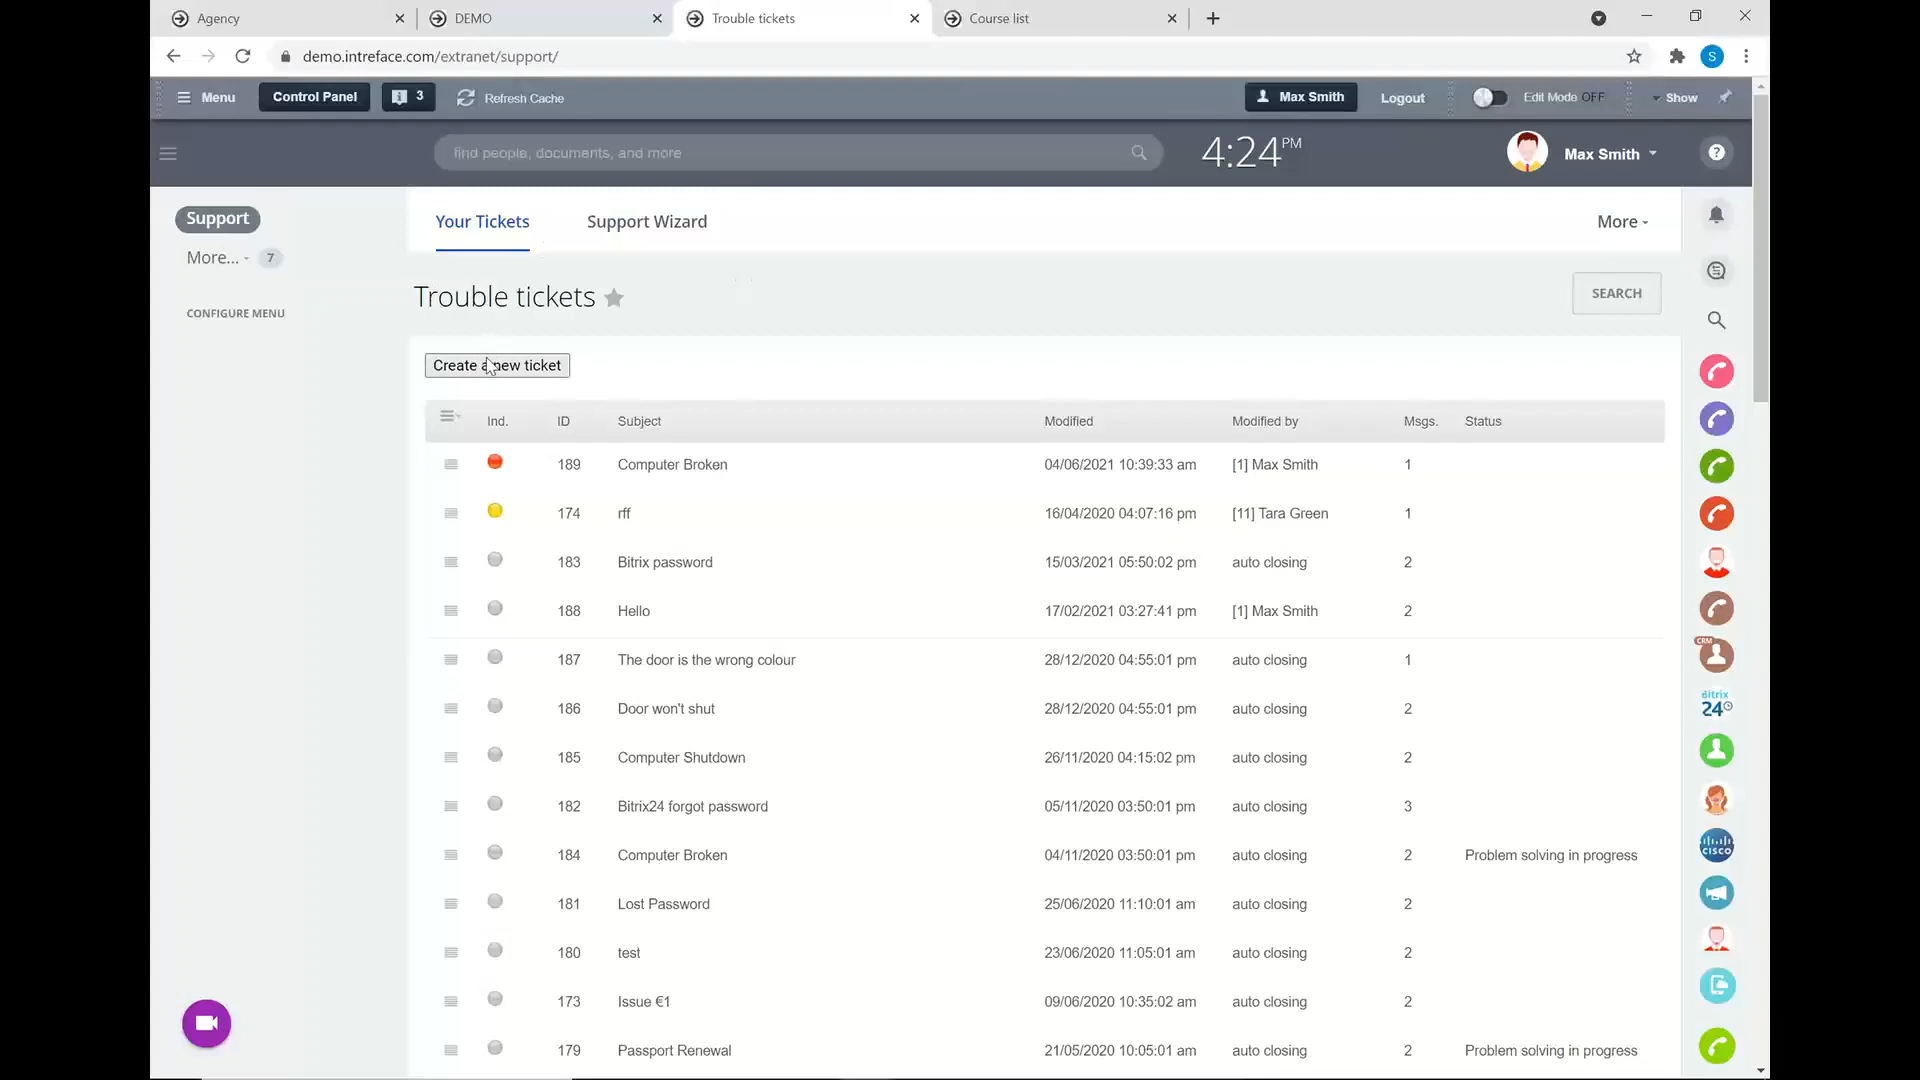 Agency
DEMO
Trouble tickets
Course list
demo.intreface.com/extranet/support/
S
Menu
Control Panel
3
Refresh Cache
Max Smith
Logout
Edit Mode OFF
Show
find people, documents, and more
4:24 PM
Max Smith
?
Support
More...
7
CONFIGURE MENU
Your Tickets
Support Wizard
More
Trouble tickets
SEARCH
Create a new ticket
Ind. ID Subject Modified Modified by Msgs. Status
189 Computer Broken 04/06/2021 10:39:33 am [1] Max Smith 1
174 rff 16/04/2020 04:07:16 pm [11] Tara Green 1
183 Bitrix password 15/03/2021 05:50:02 pm auto closing 2
188 Hello 17/02/2021 03:27:41 pm [1] Max Smith 2
187 The door is the wrong colour 28/12/2020 04:55:01 pm auto closing 1
186 Door won't shut 28/12/2020 04:55:01 pm auto closing 2
185 Computer Shutdown 26/11/2020 04:15:02 pm auto closing 2
182 Bitrix24 forgot password 05/11/2020 03:50:01 pm auto closing 3
184 Computer Broken 04/11/2020 03:50:01 pm auto closing 2 Problem solving in progress
181 Lost Password 25/06/2020 11:10:01 am auto closing 2
180 test 23/06/2020 11:05:01 am auto closing 2
173 Issue €1 09/06/2020 10:35:02 am auto closing 2
179 Passport Renewal 21/05/2020 10:05:01 am auto closing 2 Problem solving in progress
CRM
Bitrix
24
CISCO